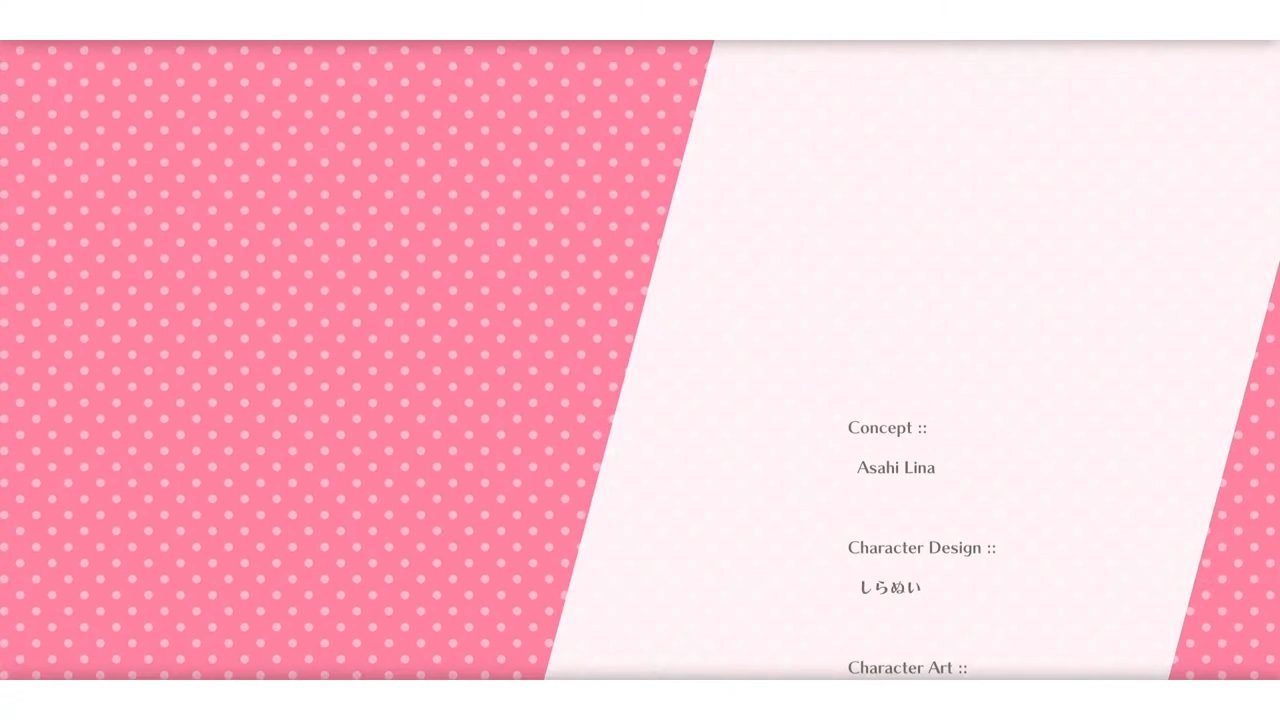 Concept ::
Asahi Lina
Character Design ::
しらぬい
Character Art ::